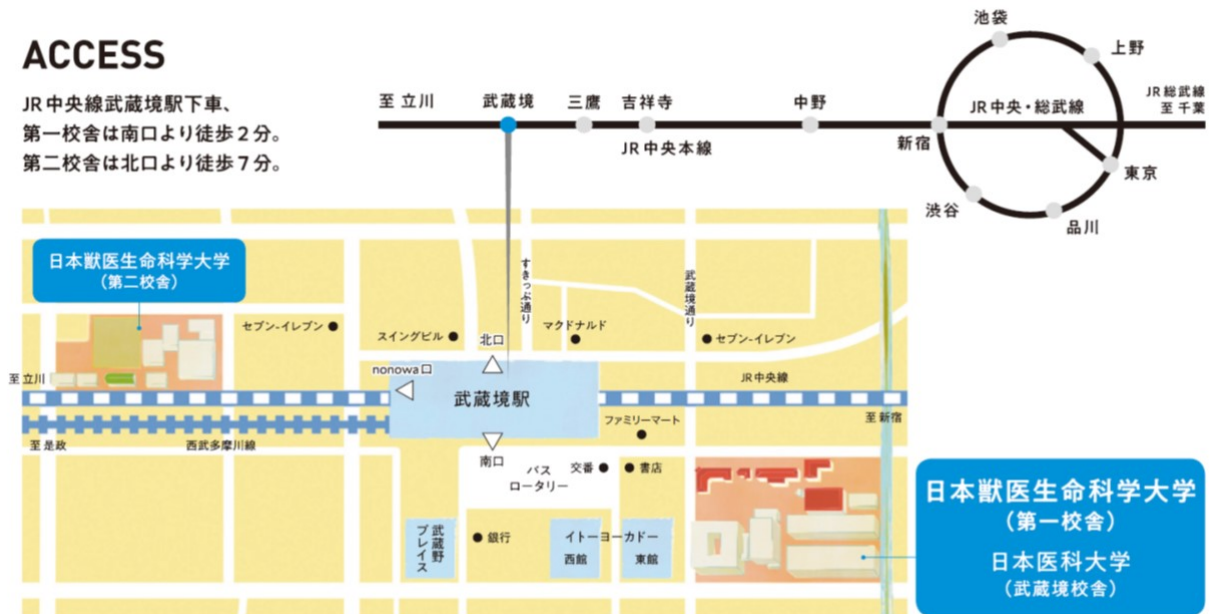 ACCESS
JR中央線武蔵境駅下車、
第一校舎は南口より徒歩2分。
第二校舎は北口より徒歩7分。
至 立川
武蔵境
三鷹
吉祥寺
中野
JR中央本線
新宿
池袋
上野
JR中央・総武線
JR総武線
至 千葉
東京
品川
渋谷
日本獣医生命科学大学
(第二校舎)
セブン-イレブン
スイングビル
北口
すきっぷ通り
マクドナルド
武蔵境通り
セブン-イレブン
nonowa口
至 立川
武蔵境駅
JR中央線
至 新宿
ファミリーマート
至 是政
西武多摩川線
南口
バス
ロータリー
交番
書店
武蔵野
プレイス
銀行
イトーヨーカドー
西館
東館
日本獣医生命科学大学
(第一校舎)
日本医科大学
(武蔵境校舎)